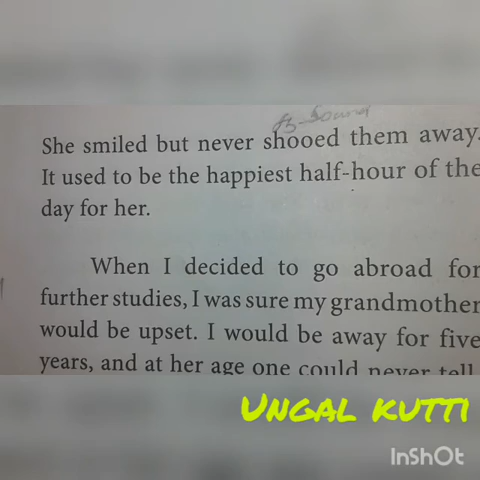 Sound
She smiled but never shooed them away.
It used to be the happiest half-hour of the
day for her.
When I decided to go abroad for
further studies, I was sure my grandmother
would be upset. I would be away for five
years, and at her age one could never tell.
UNGAL KUTTI
InShOt